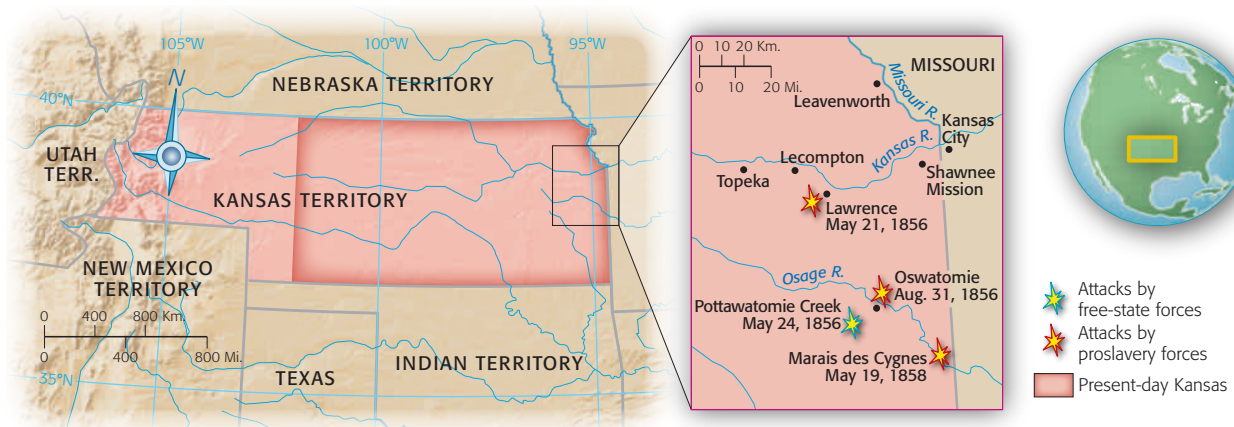 105°W
100°W
95°W
N
40°N
NEBRASKA TERRITORY
UTAH
TERR.
KANSAS TERRITORY
NEW MEXICO
TERRITORY
0 400 800 Km.
0 400 800 Mi.
35°N
TEXAS
INDIAN TERRITORY
0 10 20 Km.
0 10 20 Mi.
MISSOURI
Missouri R.
Leavenworth
Kansas
City
Kansas R.
Lecompton
Topeka
Shawnee
Mission
Lawrence
May 21, 1856
Osage R.
Oswatomie
Aug. 31, 1856
Pottawatomie Creek
May 24, 1856
Marais des Cygnes
May 19, 1858
Attacks by
free-state forces
Attacks by
proslavery forces
Present-day Kansas